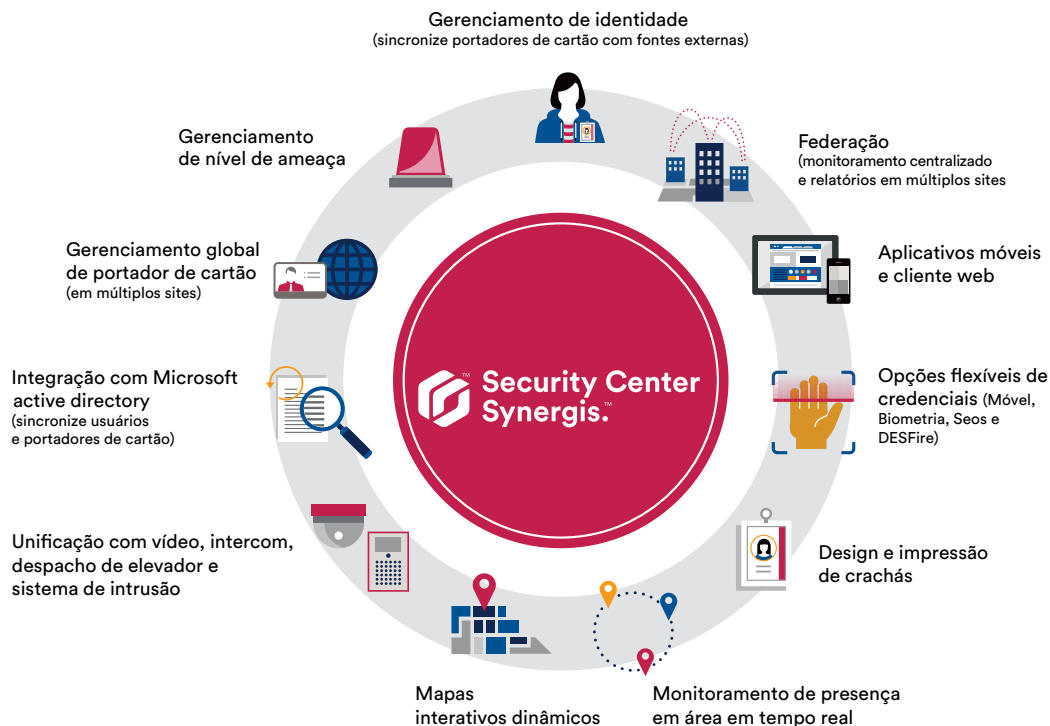 Gerenciamento de identidade
(sincronize portadores de cartão com fontes externas)
Gerenciamento
de nível de ameaça
Federação
(monitoramento centralizado
e relatórios em múltiplos sites
Gerenciamento global
de portador de cartão
(em múltiplos sites)
Aplicativos móveis
e cliente web
Integração com Microsoft
active directory
(sincronize usuários
e portadores de cartão)
™ Security Center
Synergis.™
Opções flexíveis de
credenciais (Móvel,
Biometria, Seos e
DESFire)
Unificação com vídeo, intercom,
despacho de elevador e
sistema de intrusão
Design e impressão
de crachás
Mapas
interativos dinâmicos
Monitoramento de presença
em área em tempo real